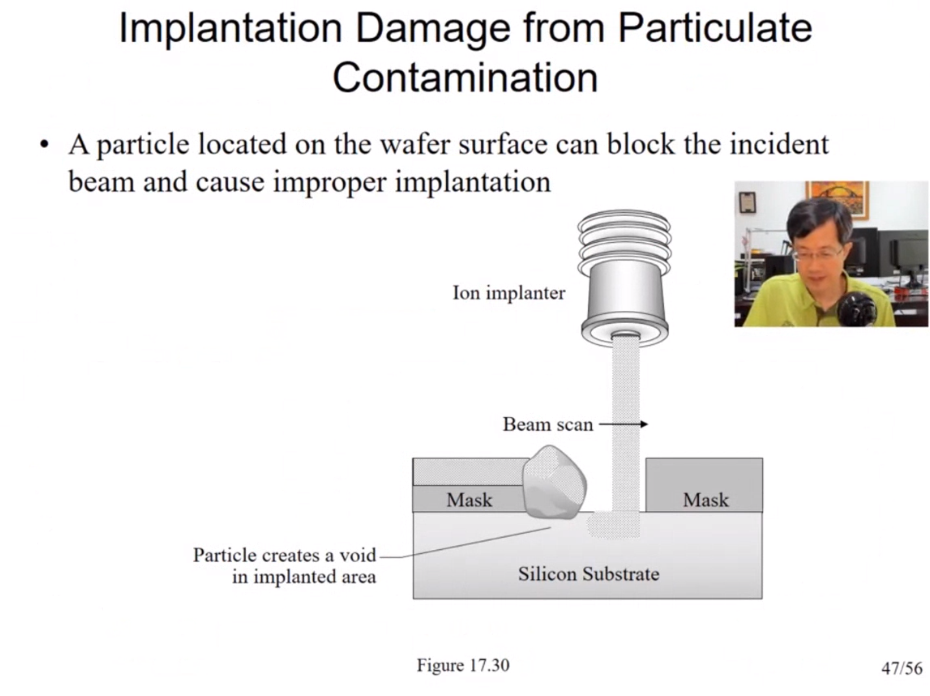 Implantation Damage from Particulate
Contamination
• A particle located on the wafer surface can block the incident
beam and cause improper implantation
Ion implanter
Beam scan
Mask
Mask
Particle creates a void
in implanted area
Silicon Substrate
Figure 17.30
47/56